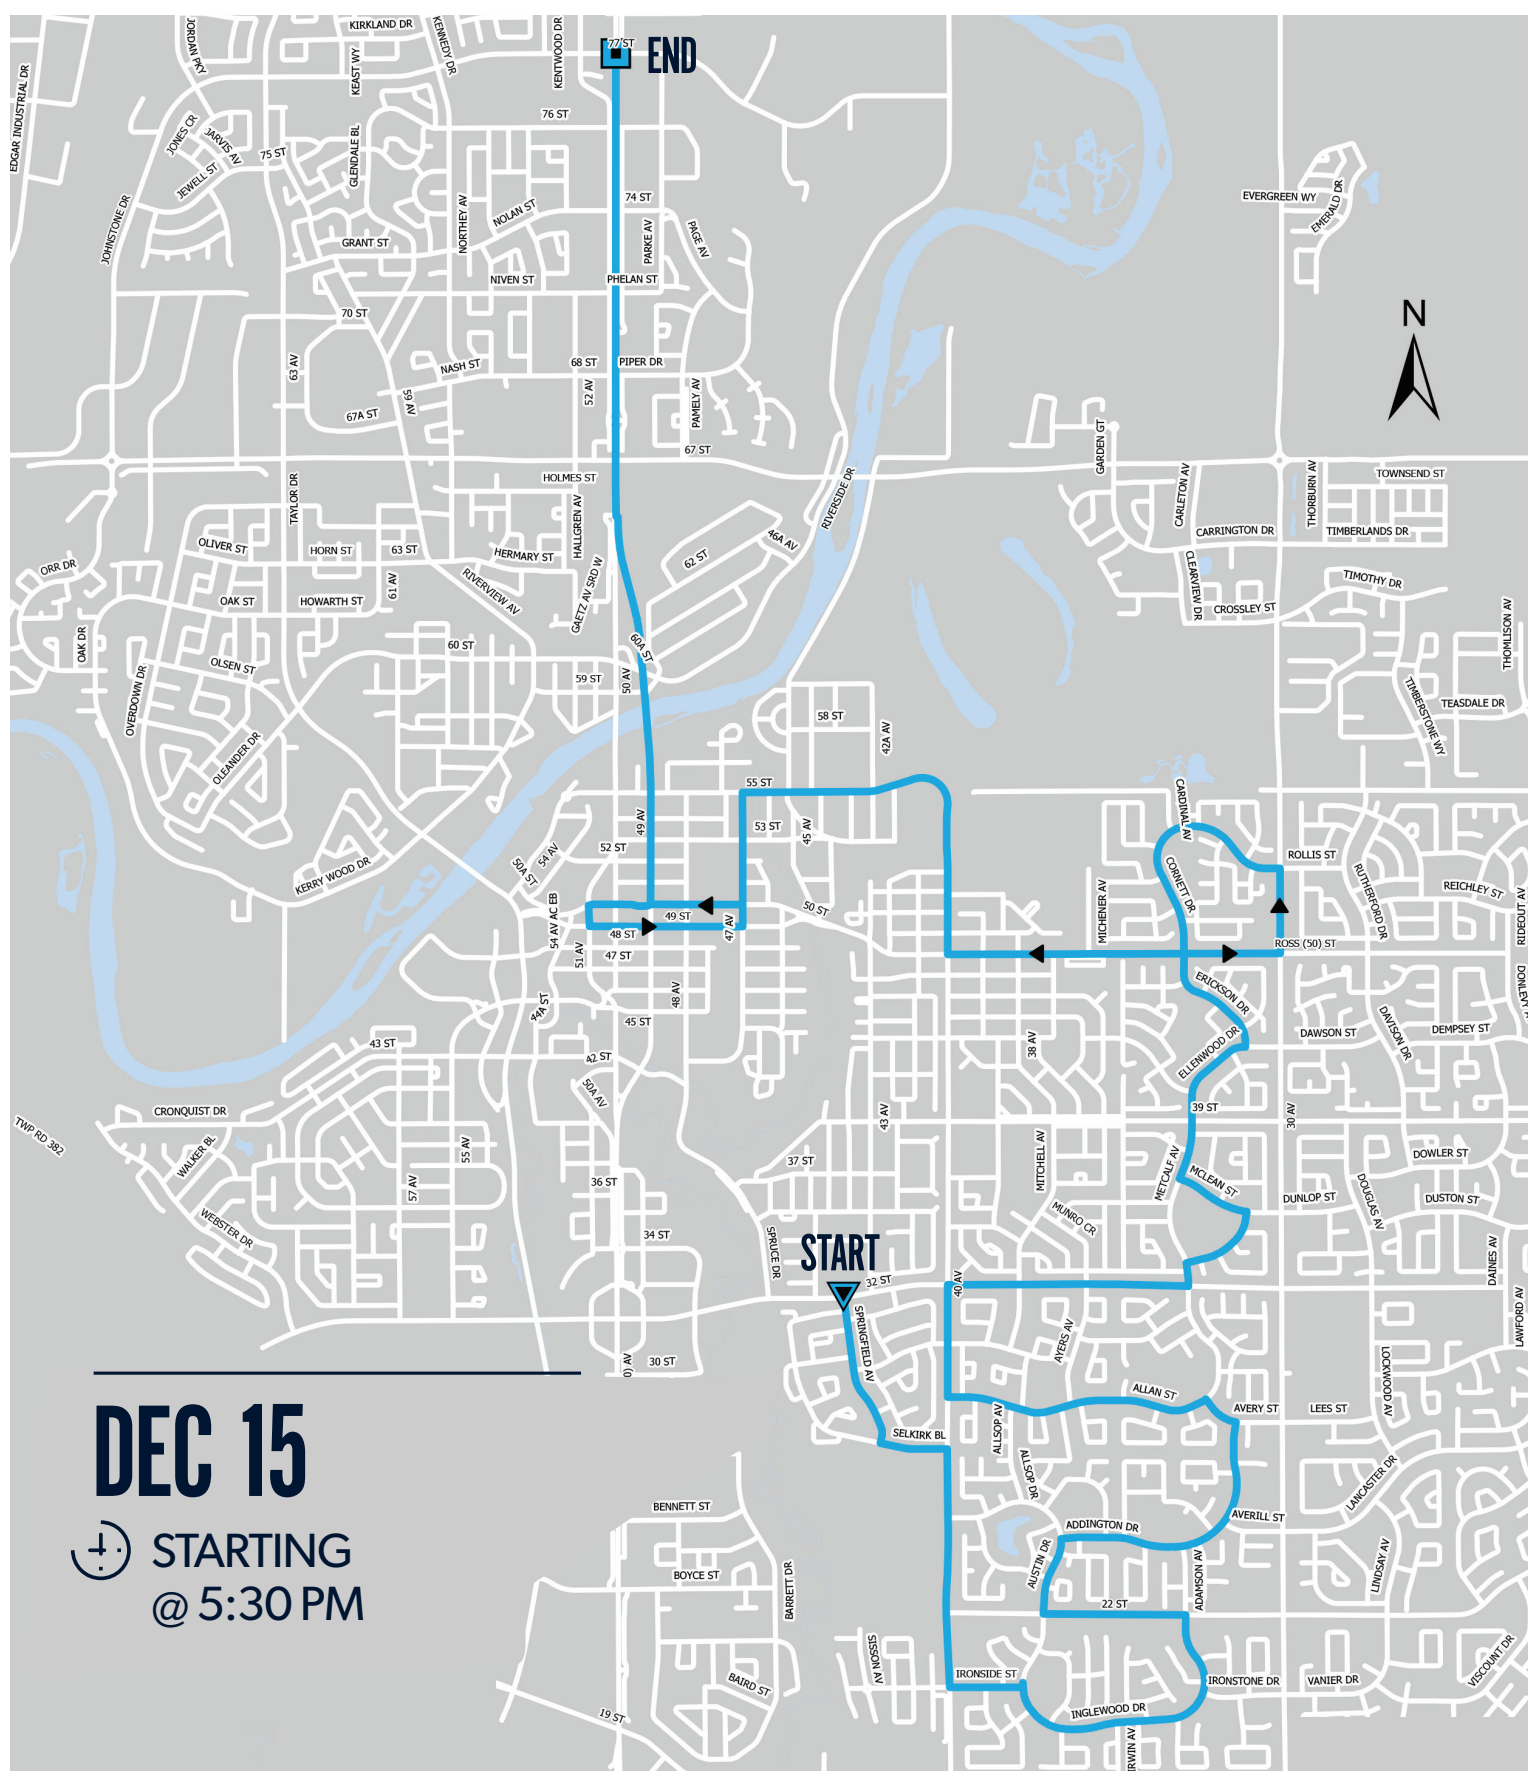 KIRKLAND DR
JORDAN PKY
KENNEDY DR
KENTWOOD DR
77 ST
END
KEAST WY
EDGAR INDUSTRIAL DR
76 ST
JONES CR
JARVIS AV
75 ST
GLENDALE BL
JEWELL ST
EVERGREEN WY
EMERALD DR
74 ST
NOLAN ST
NORTHEY AV
JOHNSTONE DR
GRANT ST
PARKE AV
PAGE AV
NIVEN ST
PHELAN ST
70 ST
N
63 AV
NASH ST
68 ST
PIPER DR
52 AV
59 AV
67A ST
PAMELY AV
67 ST
GARDEN GT
HOLMES ST
TAYLOR DR
HALLGREN AV
RIVERSIDE DR
CARLETON AV
THORBURN AV
TOWNSEND ST
CARRINGTON DR
TIMBERLANDS DR
OLIVER ST
HORN ST
63 ST
HERMARY ST
46A AV
62 ST
ORR DR
61 AV
RIVERVIEW AV
GAETZ AV SRD W
CLEARVIEW DR
TIMOTHY DR
OAK ST
HOWARTH ST
CROSSLEY ST
THOMLISON AV
OAK DR
60 ST
60A ST
OLSEN ST
OVERDOWN DR
59 ST
50 AV
TIMBERSTONE WY
TEASDALE DR
58 ST
42A AV
OLEANDER DR
55 ST
CARDINAL AV
49 AV
53 ST
45 AV
52 ST
54 AV
50A ST
ROLLIS ST
KERRY WOOD DR
CORNETT DR
RUTHERFORD DR
REICHLEY ST
MICHENER AV
54 AV AC EB
50 ST
49 ST
47 AV
48 ST
RIDEOUT AV
ROSS (50) ST
51 AV
47 ST
48 AV
ERICKSON DR
44A ST
45 ST
DONLEVY A
43 ST
38 AV
ELLENWOOD DR
DAWSON ST
DAVISON DR
DEMPSEY ST
42 ST
50A AV
CRONQUIST DR
43 AV
39 ST
30 AV
TWP RD 382
WALKER BL
55 AV
37 ST
MITCHELL AV
METCALF AV
MCLEAN ST
DOWLER ST
57 AV
36 ST
DUNLOP ST
DOUGLAS AV
DUSTON ST
WEBSTER DR
MUNRO CR
34 ST
SPRUCE DR
START
32 ST
40 AV
DAINES AV
SPRINGFIELD AV
LAWFORD AV
AYERS AV
30 ST
0) AV
LOCKWOOD AV
ALLAN ST
AVERY ST
LEES ST
DEC 15
ALLSOP AV
SELKIRK BL
ALLSOP DR
LANCASTER DR
BENNETT ST
AVERILL ST
ADDINGTON DR
STARTING
@ 5:30 PM
AUSTIN DR
BOYCE ST
BARRETT DR
ADAMSON AV
LINDSAY AV
22 ST
SISSON AV
IRONSIDE ST
IRONSTONE DR
VANIER DR
VISCOUNT DR
BAIRD ST
19 ST
INGLEWOOD DR
IRWIN AV